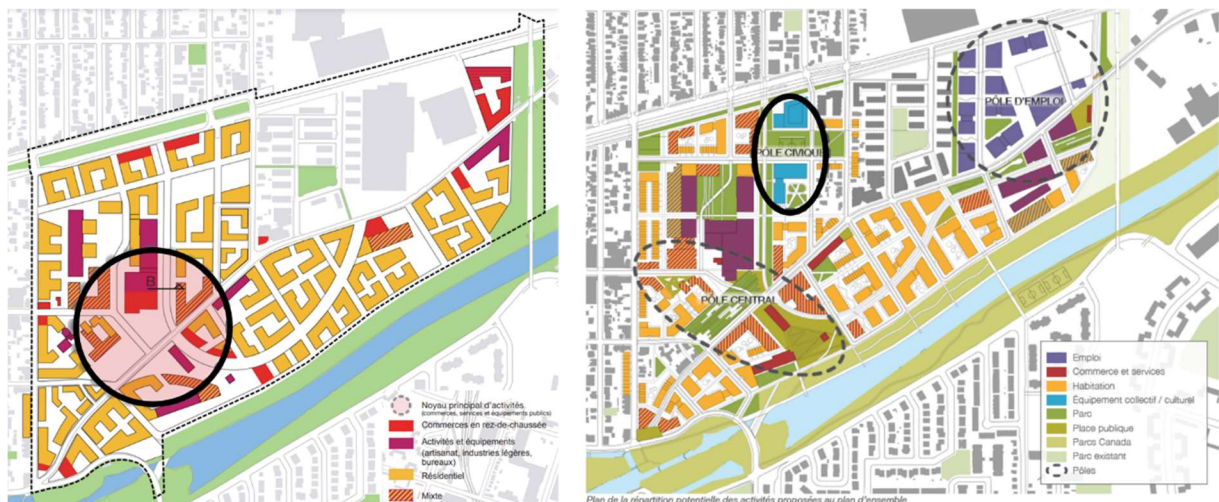 B
Noyau principal d'activités
(commerces, services et équipements publics)
Commerces en rez-de-chaussée
Activités et équipements
(artisanat, industries légères,
bureaux)
Résidentiel
Mixte
PÔLE D'EMPLOI
PÔLE CIVIQUE
PÔLE CENTRAL
Emploi
Commerce et services
Habitation
Équipement collectif / culturel
Parc
Place publique
Parcs Canada
Parc existant
Pôles
Plan de la répartition potentielle des activités proposées au plan d'ensemble